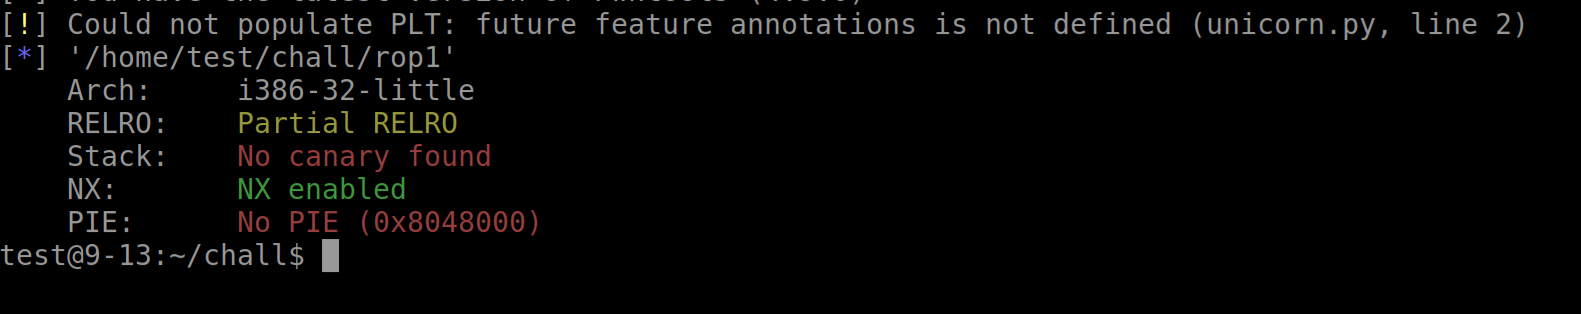 [!] Could not populate PLT: future feature annotations is not defined (unicorn.py, line 2)
[*] '/home/test/chall/rop1'
    Arch:     i386-32-little
    RELRO:    Partial RELRO
    Stack:    No canary found
    NX:       NX enabled
    PIE:      No PIE (0x8048000)
test@9-13:~/chall$